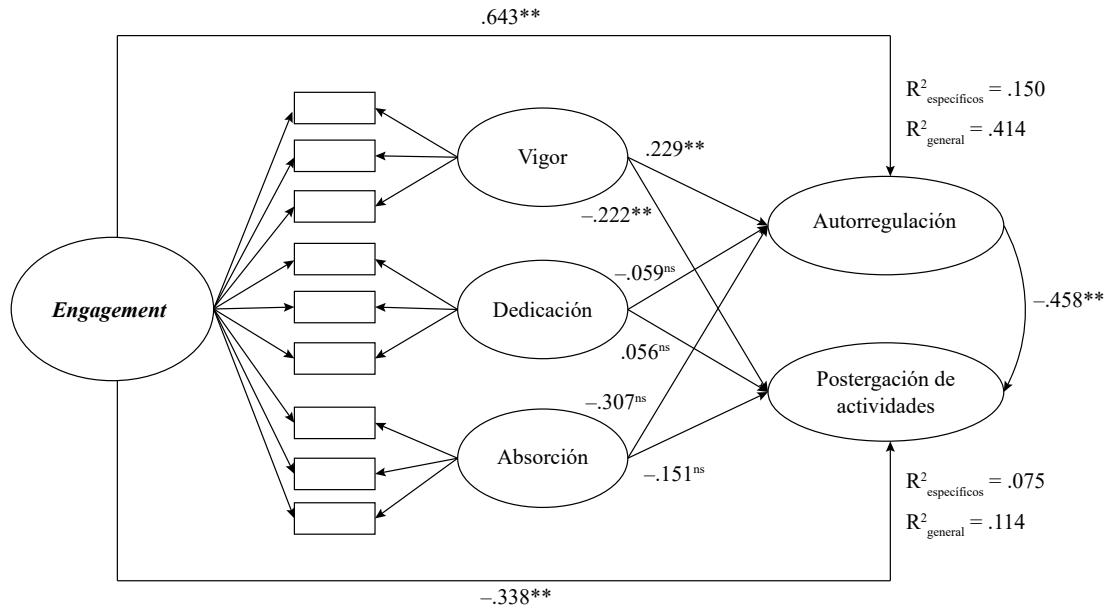 .643**
R²específicos = .150
R²general = .414
Vigor
.229**
–.222**
Autorregulación
–.059ns
Engagement
Dedicación
–.458**
.056ns
Postergación de
actividades
–.307ns
Absorción
–.151ns
R²específicos = .075
R²general = .114
–.338**